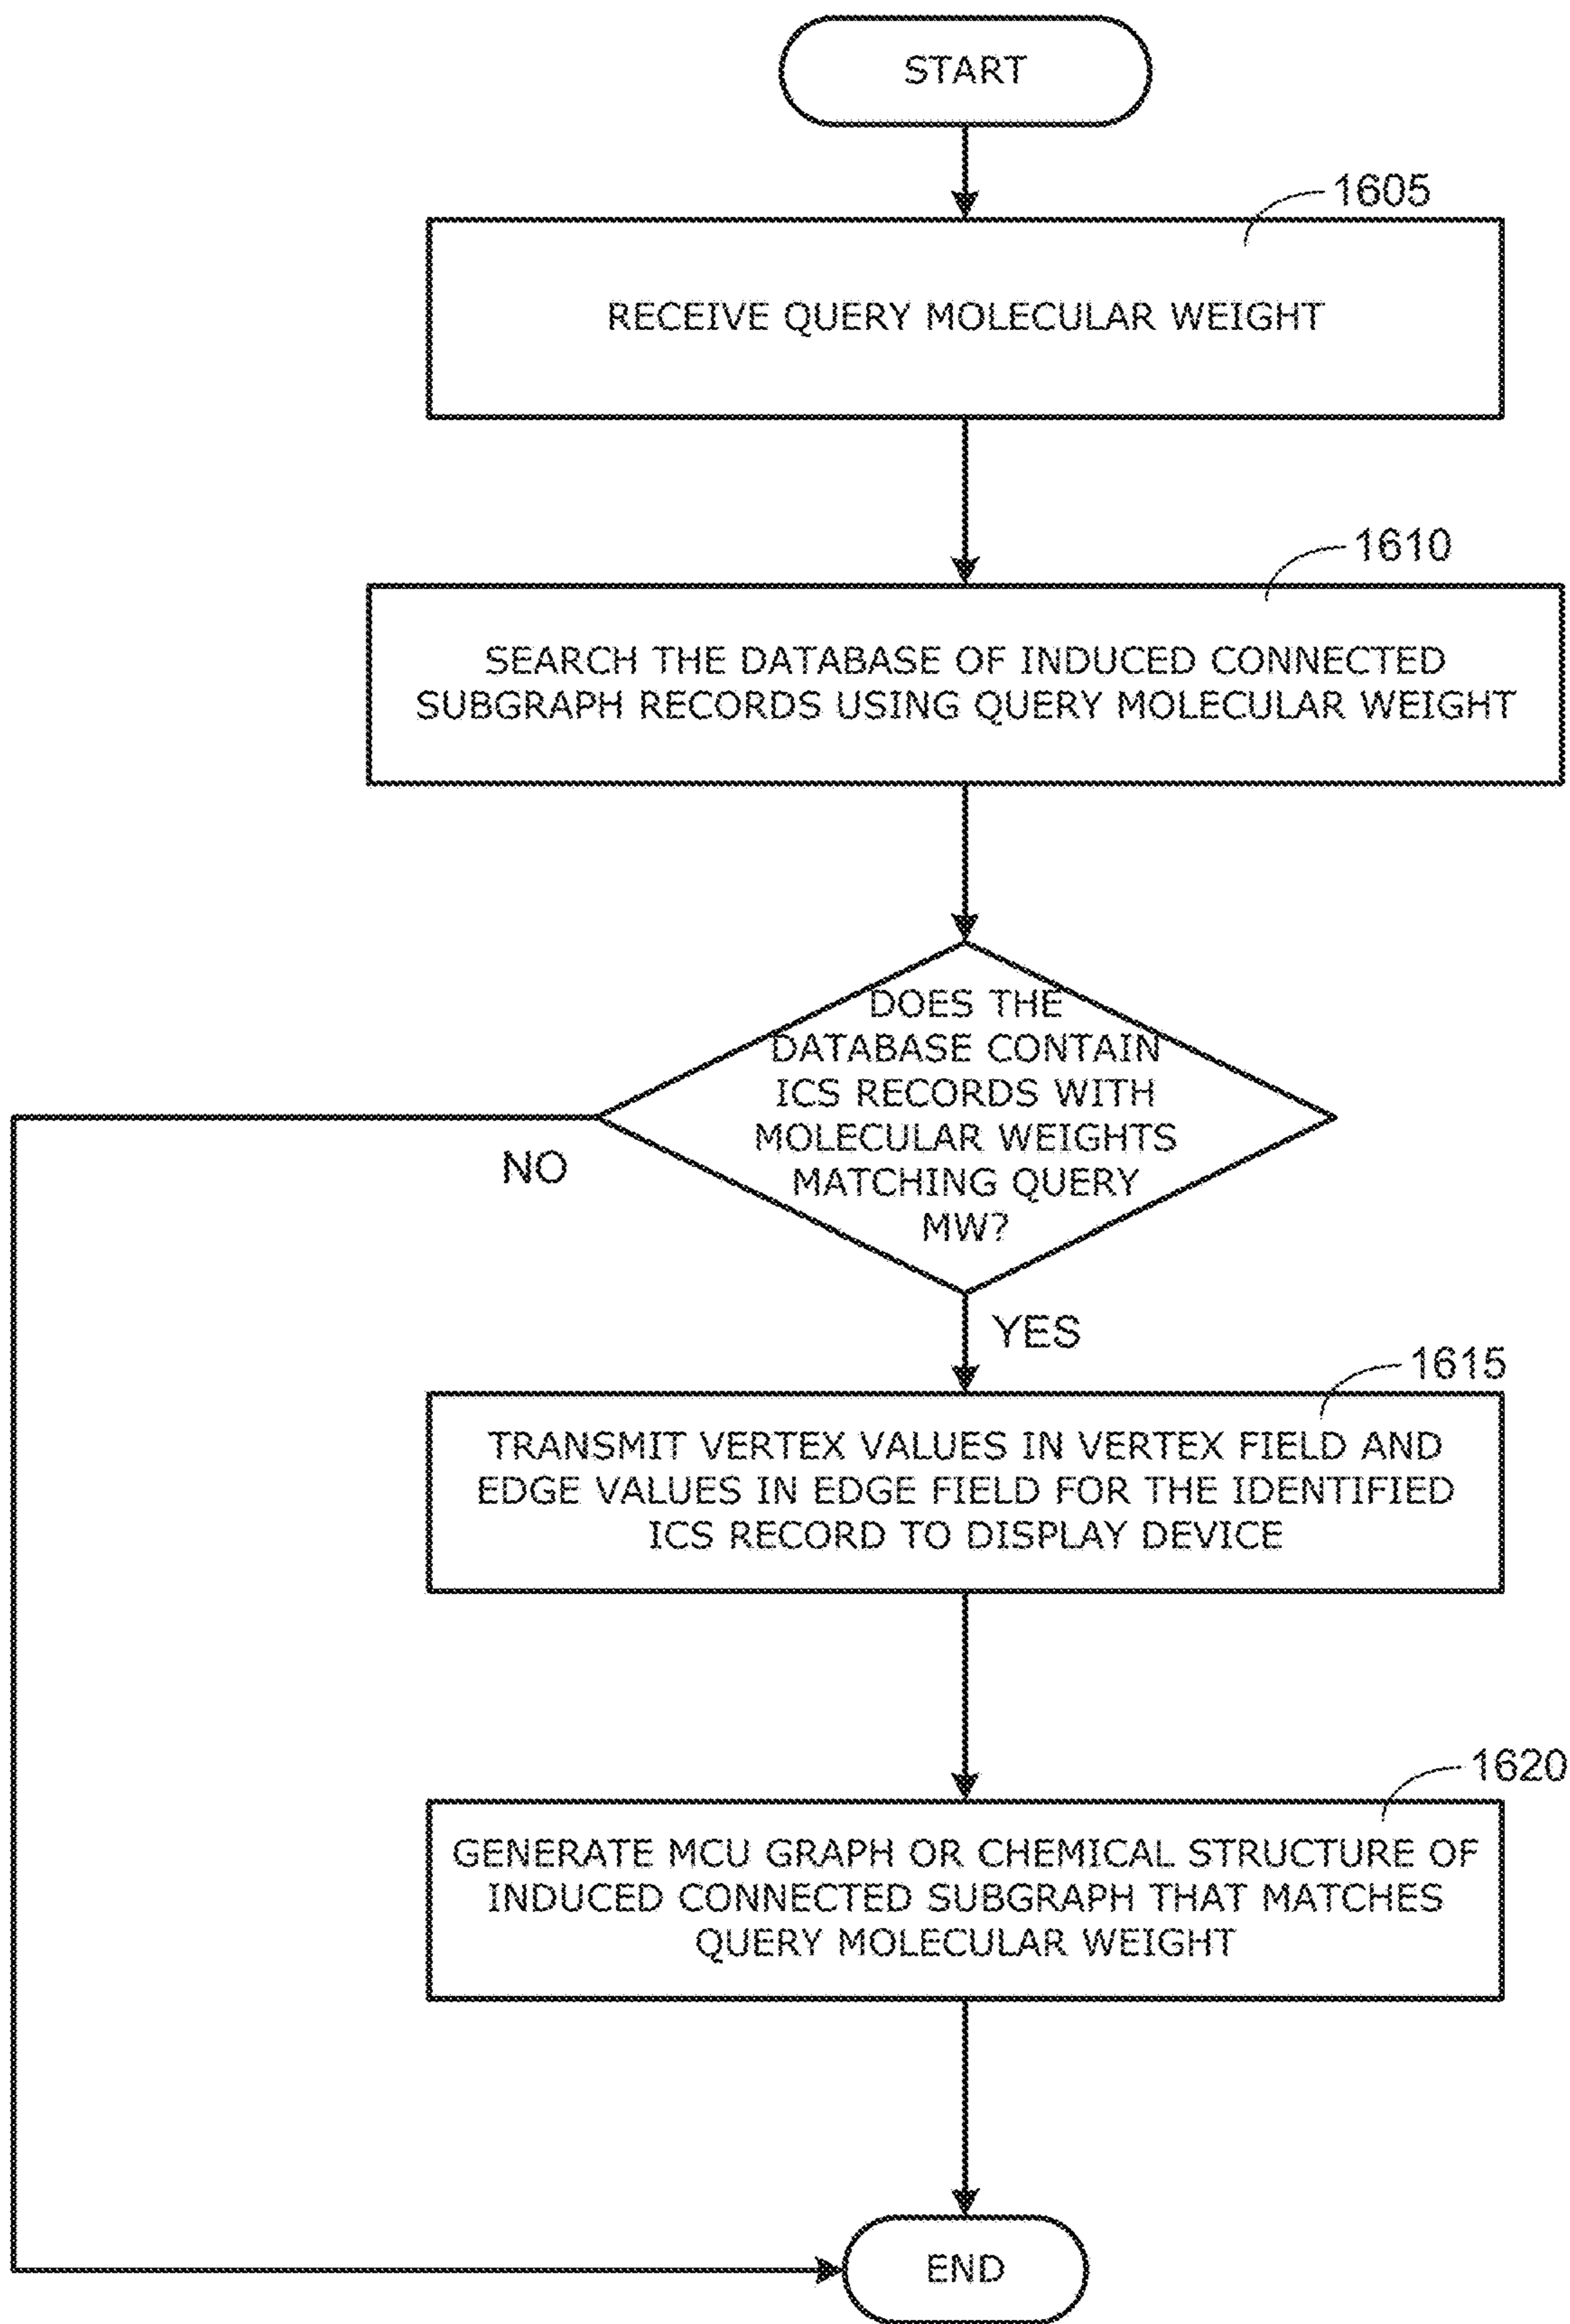 START
1605
RECEIVE QUERY MOLECULAR WEIGHT
1610
SEARCH THE DATABASE OF INDUCED CONNECTED
SUBGRAPH RECORDS USING QUERY MOLECULAR WEIGHT
DOES THE
DATABASE CONTAIN
ICS RECORDS WITH
MOLECULAR WEIGHTS
MATCHING QUERY
MW?
NO
YES
1615
TRANSMIT VERTEX VALUES IN VERTEX FIELD AND
EDGE VALUES IN EDGE FIELD FOR THE IDENTIFIED
ICS RECORD TO DISPLAY DEVICE
1620
GENERATE MCU GRAPH OR CHEMICAL STRUCTURE OF
INDUCED CONNECTED SUBGRAPH THAT MATCHES
QUERY MOLECULAR WEIGHT
END